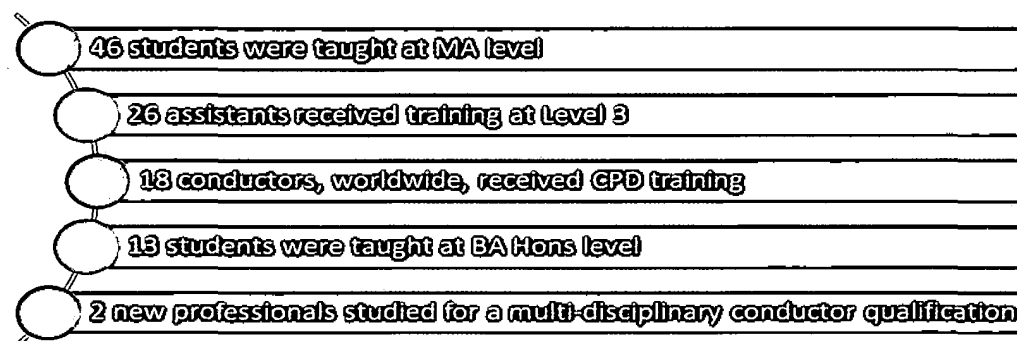 46 students were taught at MA level
26 assistants received training at Level 3
18 conductors, worldwide, received CPD training
13 students were taught at BA Hons level
2 new professionals studied for a multi-disciplinary conductor qualification